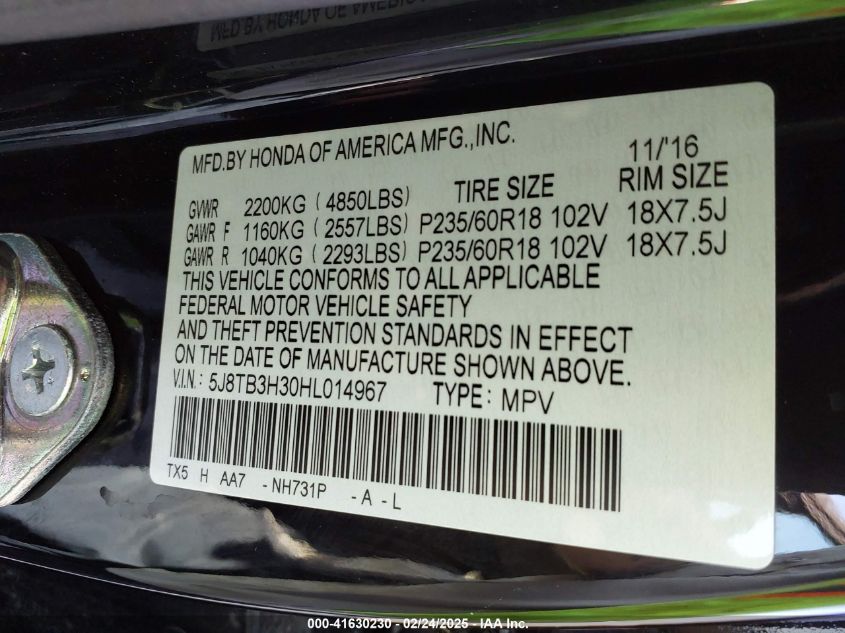 MFD.BY HONDA OF AMERICA MFG.,INC. 11/'16
GVWR 2200KG ( 4850LBS) TIRE SIZE RIM SIZE
GAWR F 1160KG ( 2557LBS) P235/60R18 102V 18X7.5J
GAWR R 1040KG ( 2293LBS) P235/60R18 102V 18X7.5J
THIS VEHICLE CONFORMS TO ALL APPLICABLE
FEDERAL MOTOR VEHICLE SAFETY
AND THEFT PREVENTION STANDARDS IN EFFECT
ON THE DATE OF MANUFACTURE SHOWN ABOVE.
V.I.N: 5J8TB3H30HL014967 TYPE: MPV
TX5 H AA7 -NH731P -A-L
000-41630230 - 02/24/2025 - IAA Inc.